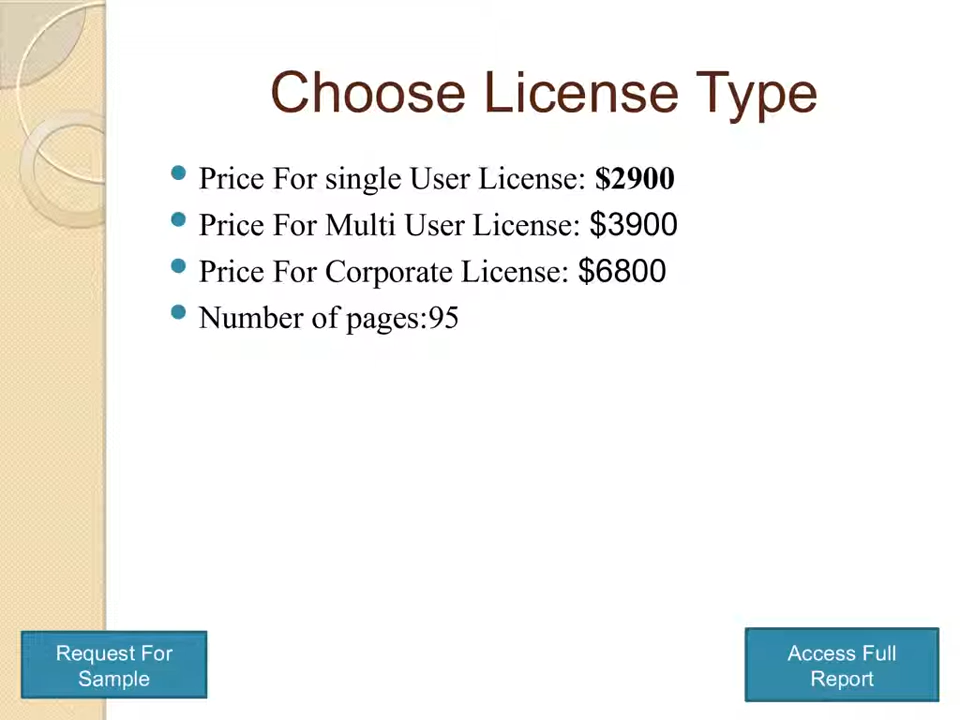 Choose License Type
Price For single User License: $2900
Price For Multi User License: $3900
Price For Corporate License: $6800
Number of pages:95
Request For
Sample
Access Full
Report